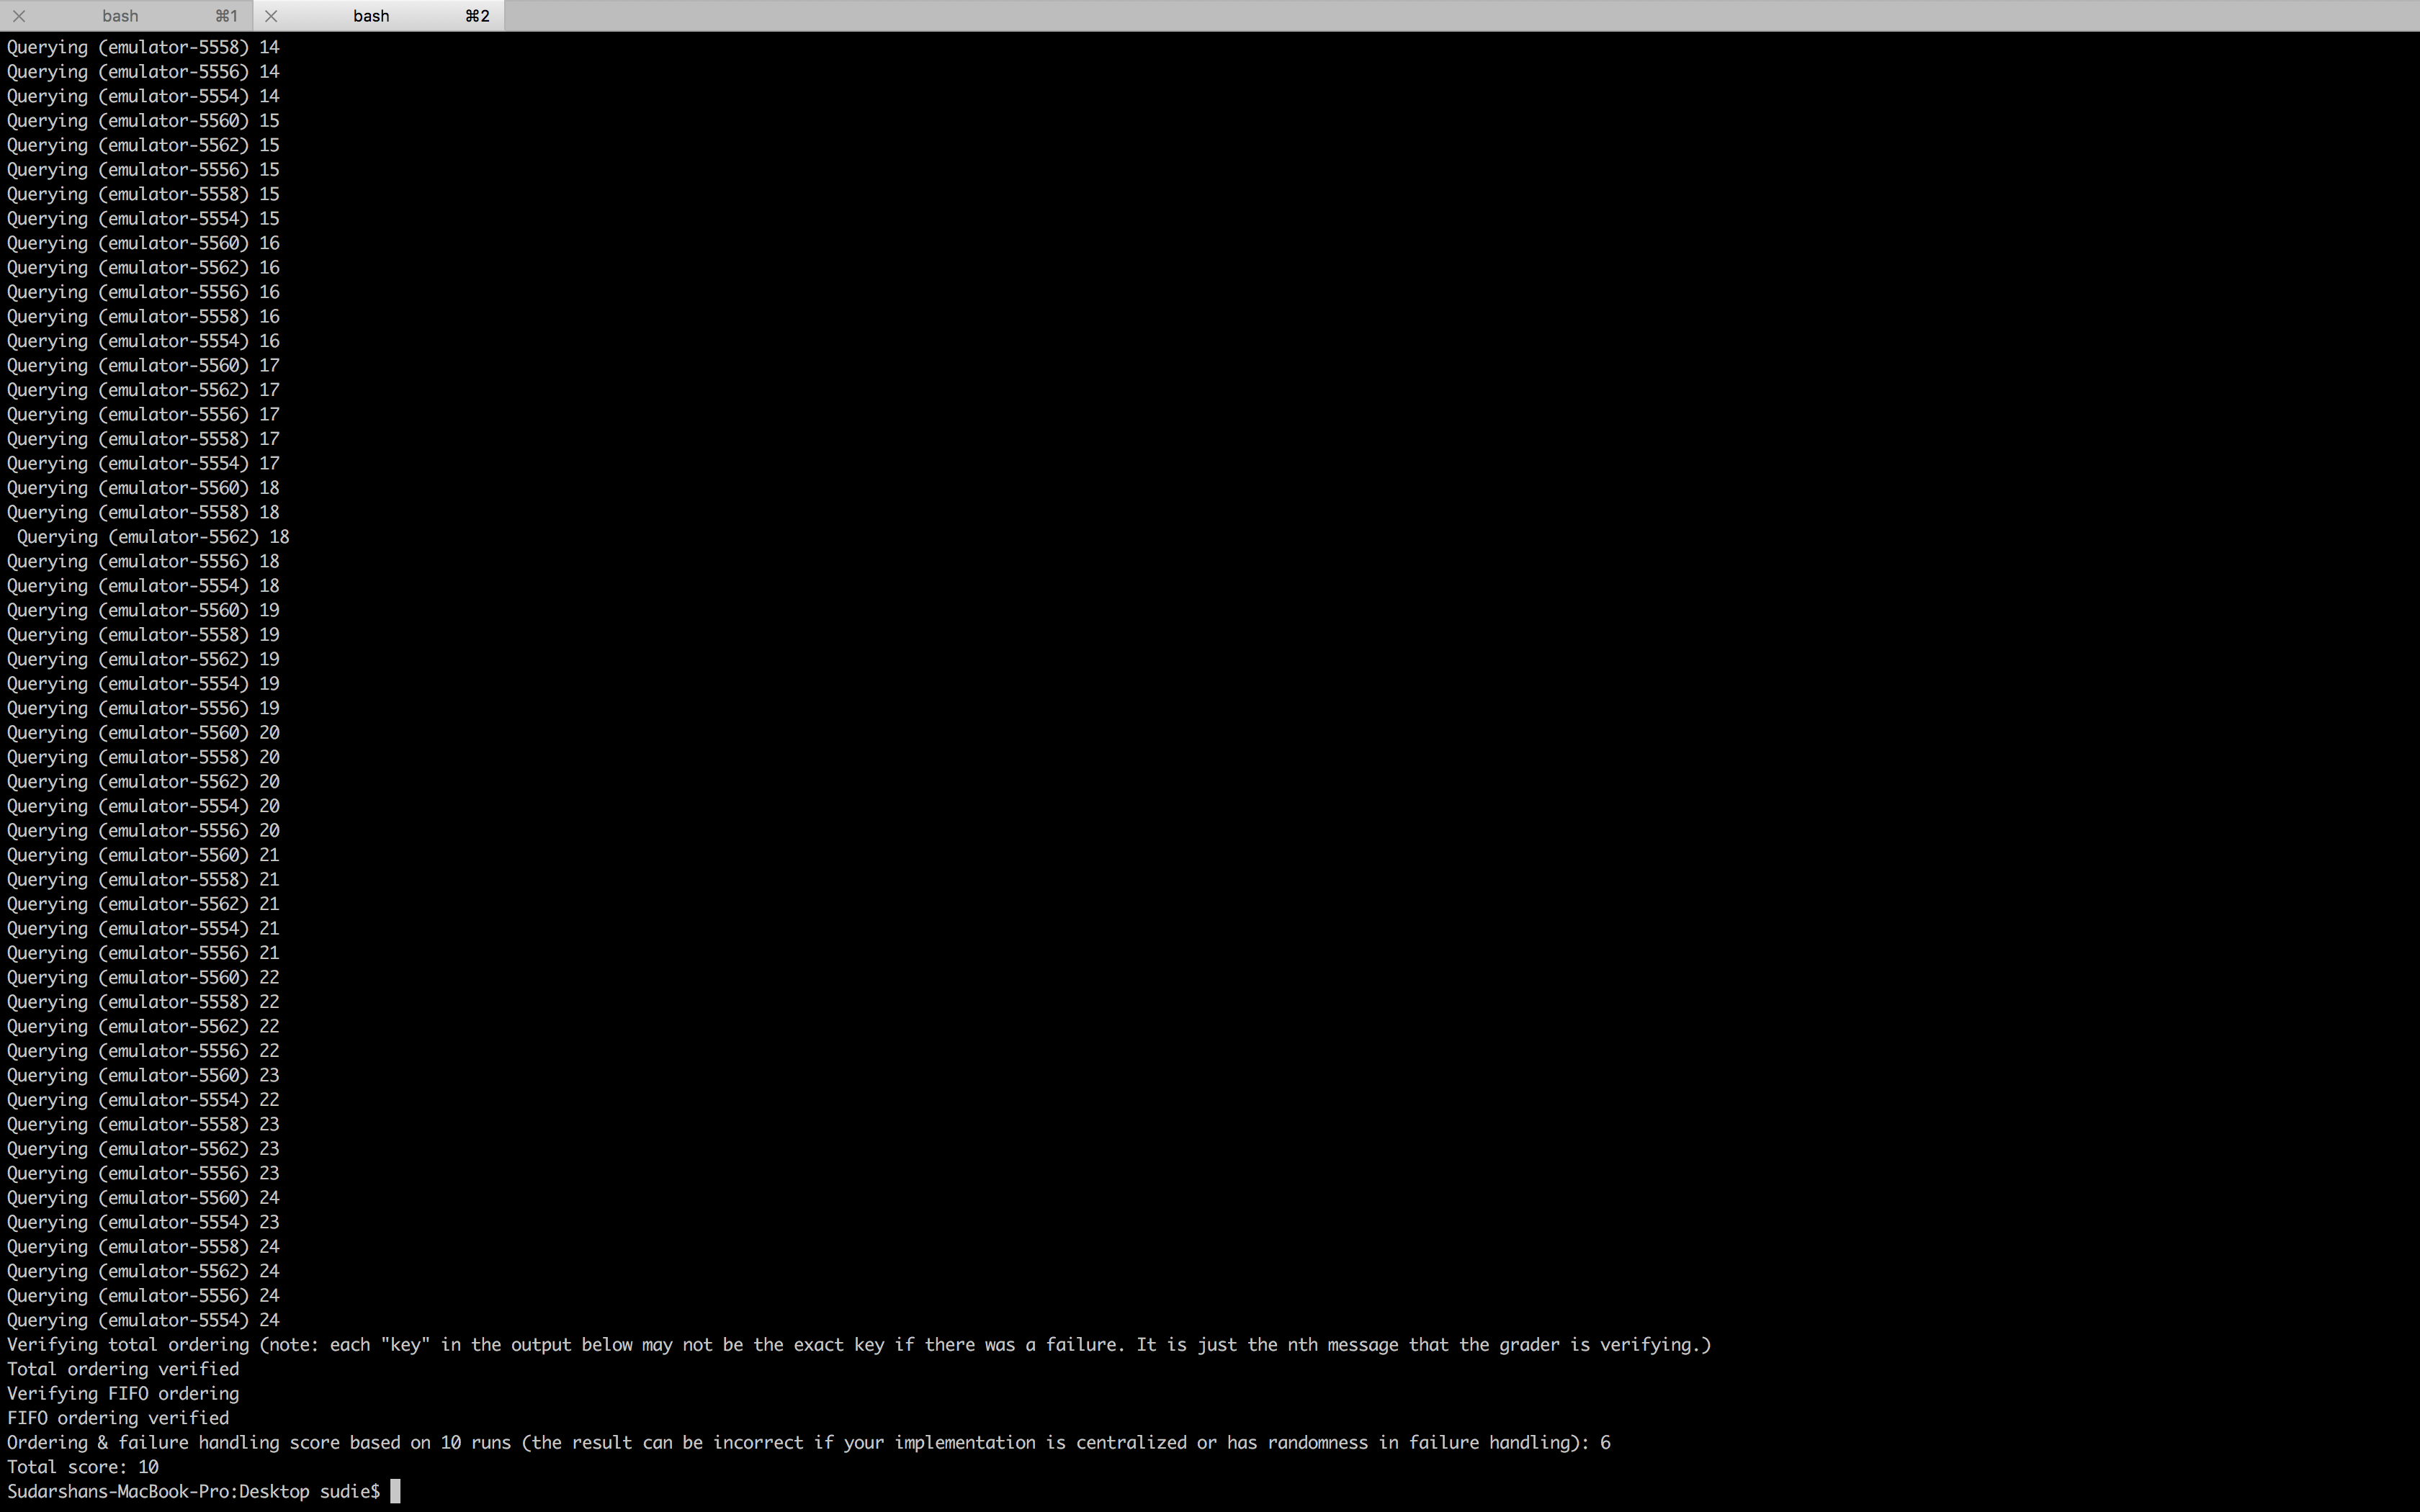 bash ⌘1 bash ⌘2
Querying (emulator-5558) 14
Querying (emulator-5556) 14
Querying (emulator-5554) 14
Querying (emulator-5560) 15
Querying (emulator-5562) 15
Querying (emulator-5556) 15
Querying (emulator-5558) 15
Querying (emulator-5554) 15
Querying (emulator-5560) 16
Querying (emulator-5562) 16
Querying (emulator-5556) 16
Querying (emulator-5558) 16
Querying (emulator-5554) 16
Querying (emulator-5560) 17
Querying (emulator-5562) 17
Querying (emulator-5556) 17
Querying (emulator-5558) 17
Querying (emulator-5554) 17
Querying (emulator-5560) 18
Querying (emulator-5558) 18
Querying (emulator-5562) 18
Querying (emulator-5556) 18
Querying (emulator-5554) 18
Querying (emulator-5560) 19
Querying (emulator-5558) 19
Querying (emulator-5562) 19
Querying (emulator-5554) 19
Querying (emulator-5556) 19
Querying (emulator-5560) 20
Querying (emulator-5558) 20
Querying (emulator-5562) 20
Querying (emulator-5554) 20
Querying (emulator-5556) 20
Querying (emulator-5560) 21
Querying (emulator-5558) 21
Querying (emulator-5562) 21
Querying (emulator-5554) 21
Querying (emulator-5556) 21
Querying (emulator-5560) 22
Querying (emulator-5558) 22
Querying (emulator-5562) 22
Querying (emulator-5556) 22
Querying (emulator-5560) 23
Querying (emulator-5554) 22
Querying (emulator-5558) 23
Querying (emulator-5562) 23
Querying (emulator-5556) 23
Querying (emulator-5560) 24
Querying (emulator-5554) 23
Querying (emulator-5558) 24
Querying (emulator-5562) 24
Querying (emulator-5556) 24
Querying (emulator-5554) 24
Verifying total ordering (note: each "key" in the output below may not be the exact key if there was a failure. It is just the nth message that the grader is verifying.)
Total ordering verified
Verifying FIFO ordering
FIFO ordering verified
Ordering & failure handling score based on 10 runs (the result can be incorrect if your implementation is centralized or has randomness in failure handling): 6
Total score: 10
Sudarshans-MacBook-Pro:Desktop sudie$